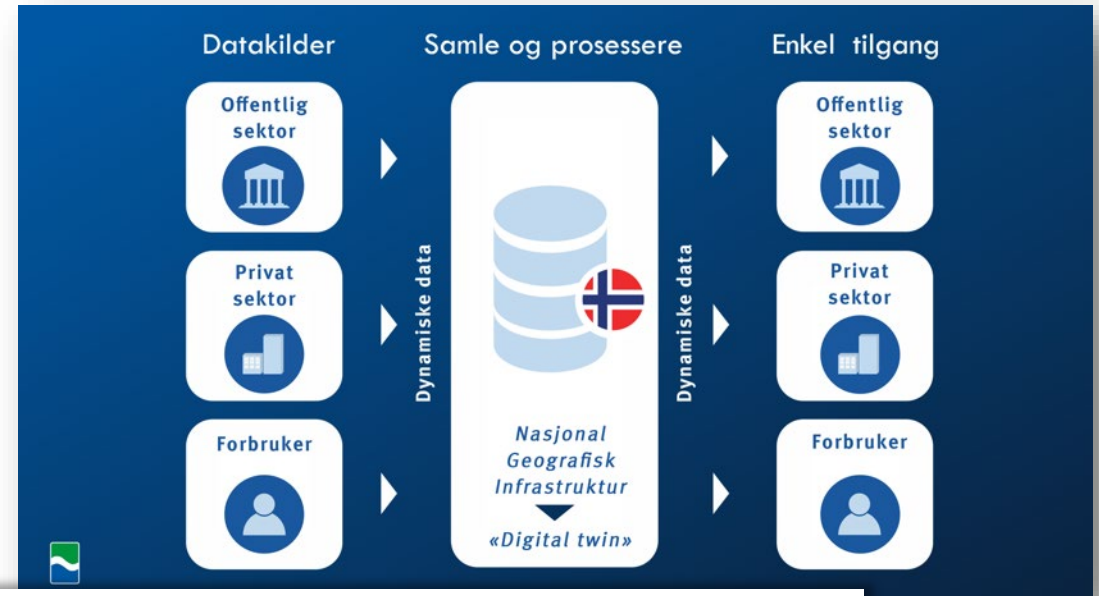 Datakilder
Samle og prosessere
Enkel tilgang
Offentlig
sektor
Privat
sektor
Forbruker
Dynamiske data
Nasjonal
Geografisk
Infrastruktur
«Digital twin»
Dynamiske data
Offentlig
sektor
Privat
sektor
Forbruker